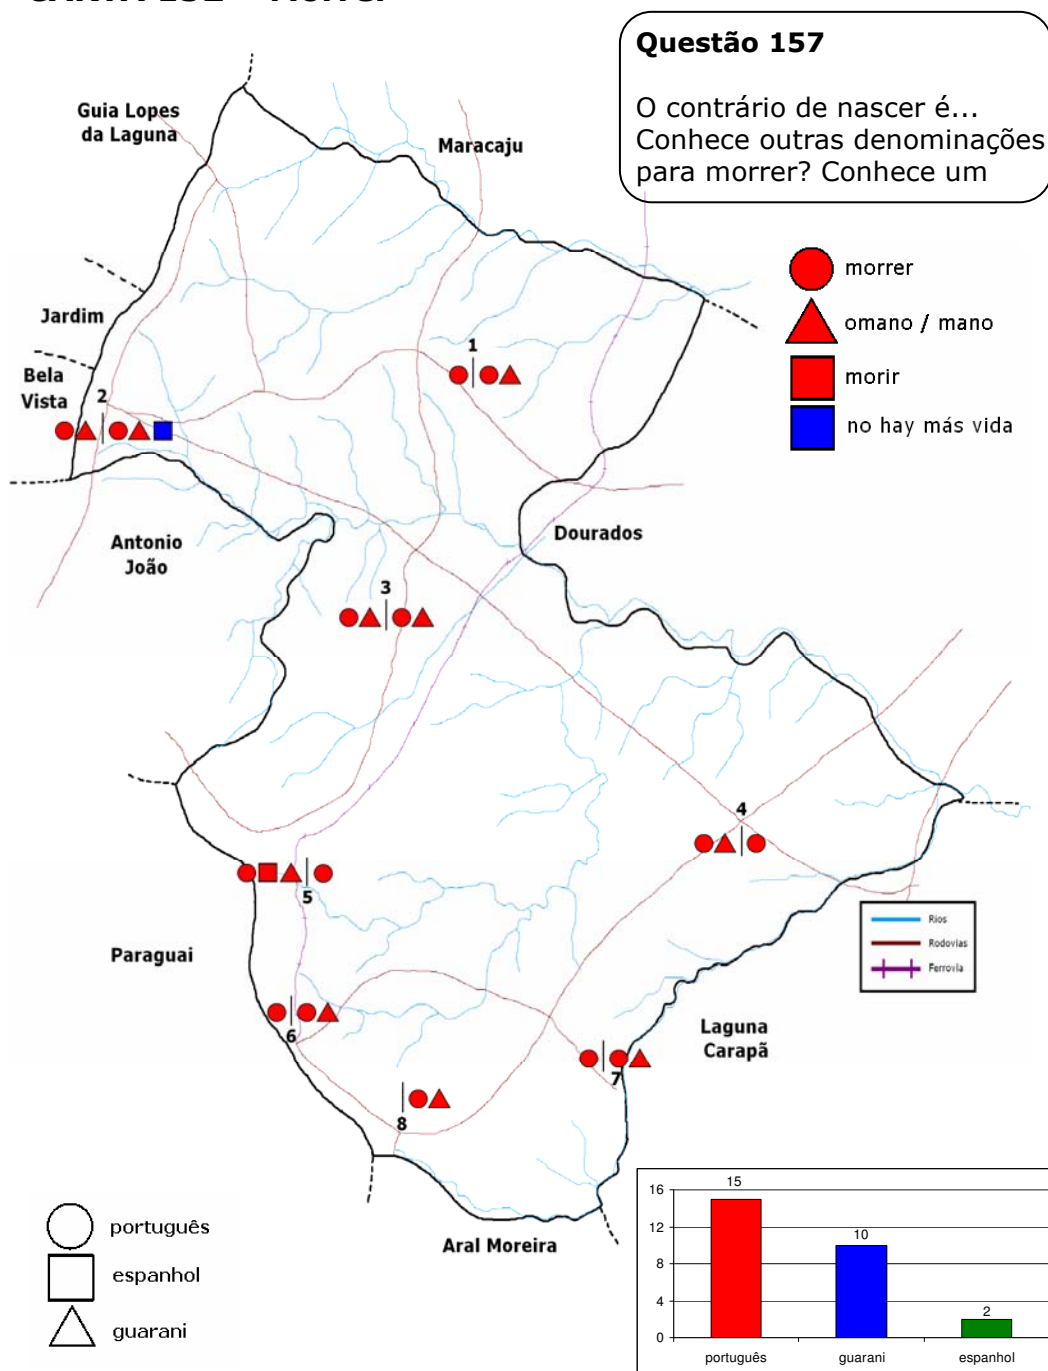 Questão 157
O contrário de nascer é...
Conhece outras denominações
para morrer? Conhece um
Guia Lopes
da Laguna
Maracaju
morrer
omano / mano
morir
no hay más vida
Jardim
Bela
Vista
1
2
Antonio
João
Dourados
3
4
5
Paraguai
Rios
Rodovias
Ferrovia
6
Laguna
Carapã
7
8
Aral Moreira
português
espanhol
guarani
16
12
8
4
0
15
10
2
português
guarani
espanhol